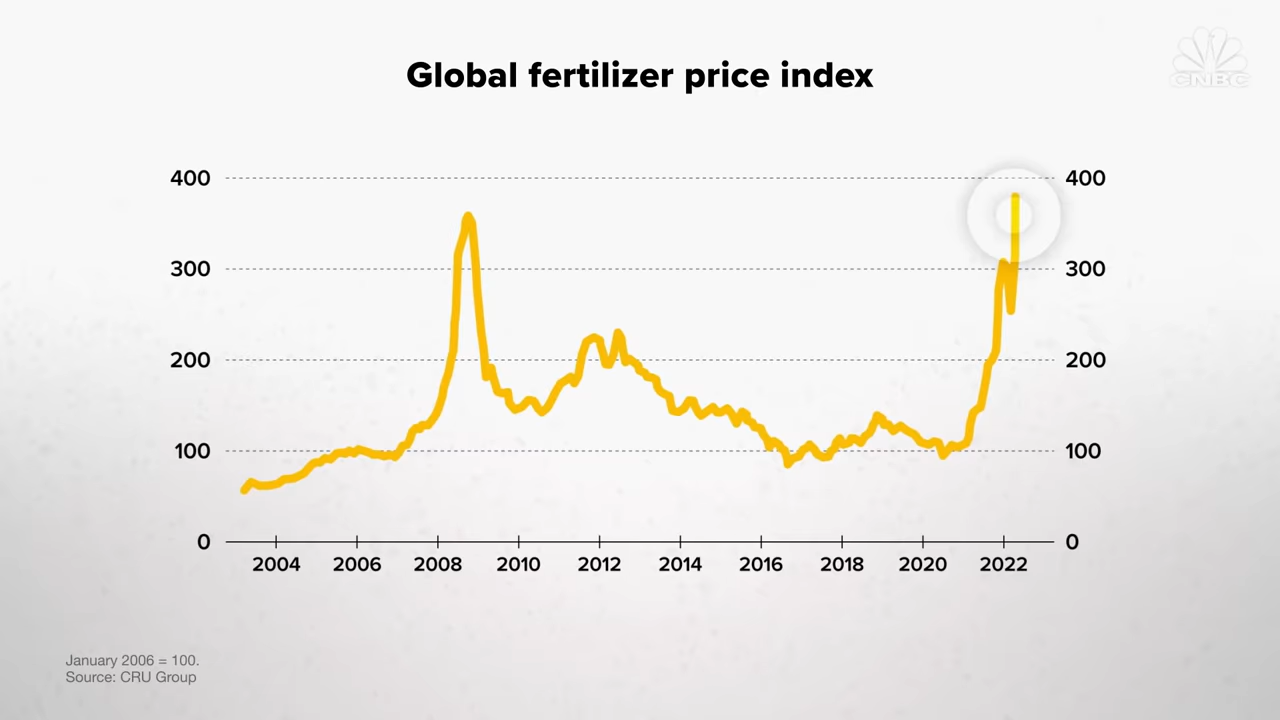 Global fertilizer price index
CNBC
400 400
300 300
200 200
100 100
0 0
2004 2006 2008 2010 2012 2014 2016 2018 2020 2022
January 2006 = 100.
Source: CRU Group